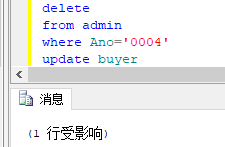 delete
from admin
where Ano='0004'
update buyer
消息
(1 行受影响)